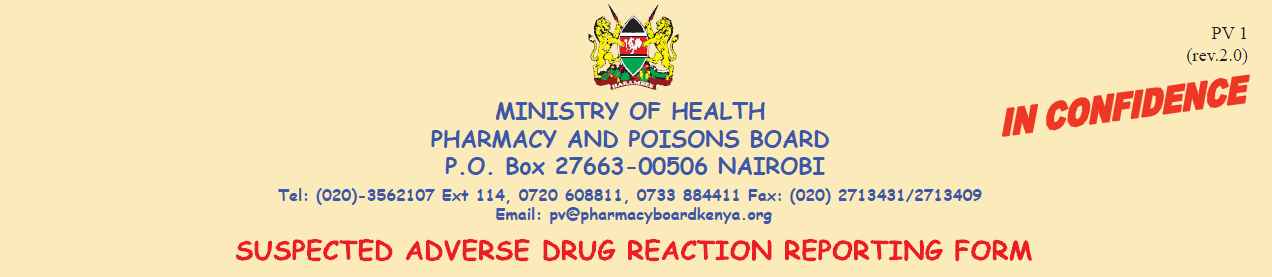 PV 1
(rev.2.0)
IN CONFIDENCE
HARAMBEE
MINISTRY OF HEALTH
PHARMACY AND POISONS BOARD
P.O. Box 27663-00506 NAIROBI
Tel: (020)-3562107 Ext 114, 0720 608811, 0733 884411 Fax: (020) 2713431/2713409
Email: pv@pharmacyboardkenya.org
SUSPECTED ADVERSE DRUG REACTION REPORTING FORM